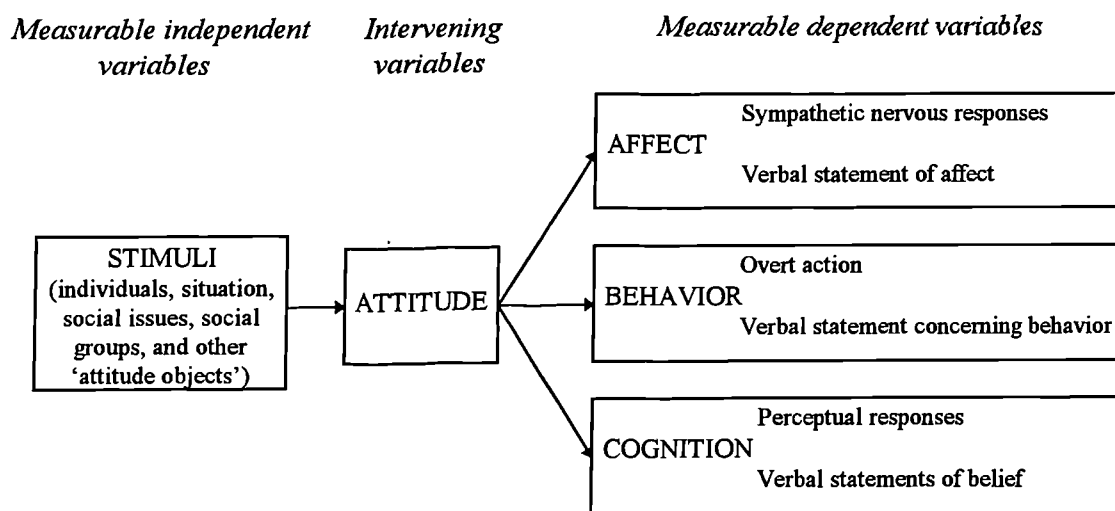 Measurable independent
variables
Intervening
variables
Measurable dependent variables
STIMULI
(individuals, situation,
social issues, social
groups, and other
‘attitude objects’)
ATTITUDE
Sympathetic nervous responses
AFFECT
Verbal statement of affect
Overt action
BEHAVIOR
Verbal statement concerning behavior
Perceptual responses
COGNITION
Verbal statements of belief